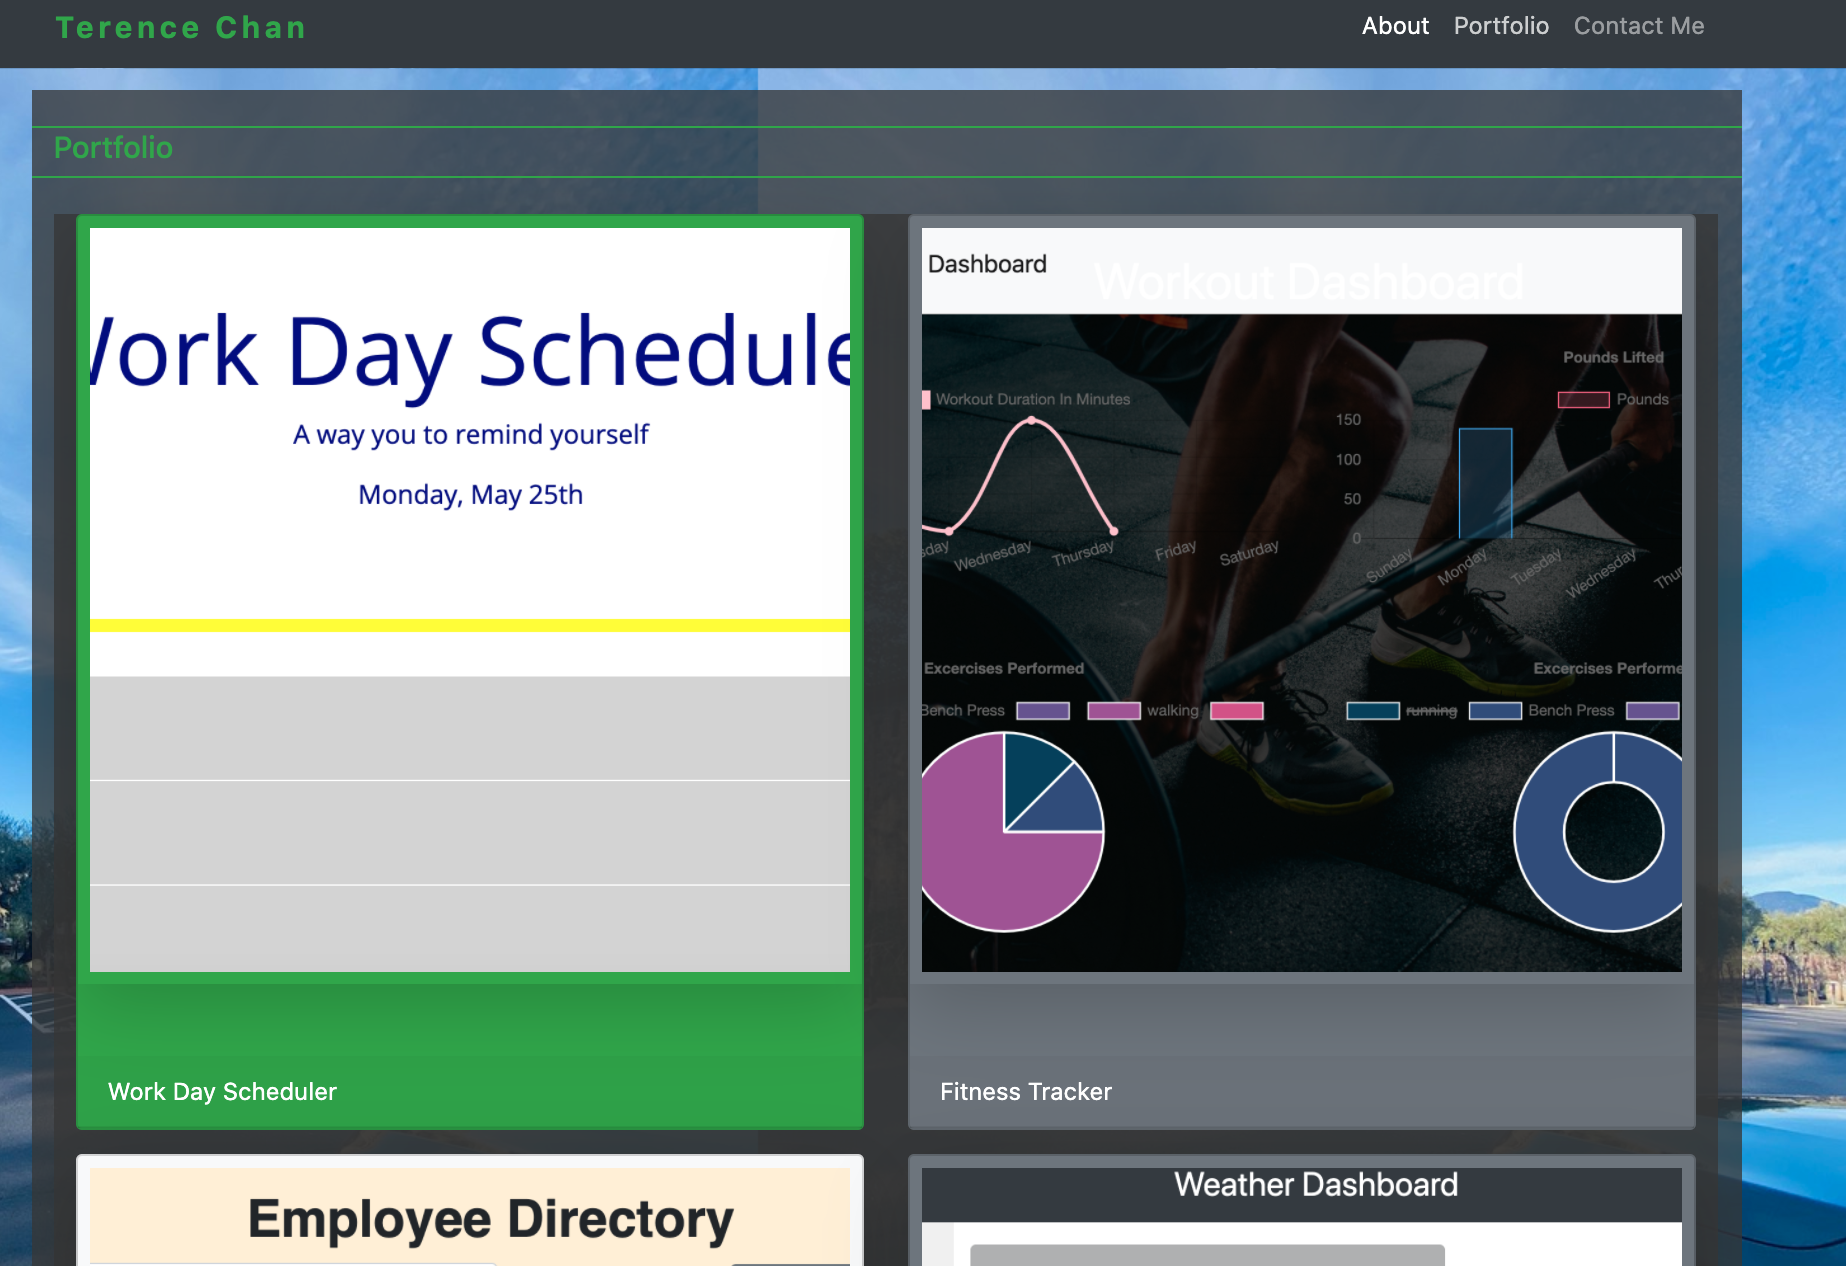 Terence Chan
About Portfolio Contact Me
Portfolio
Work Day Schedule
A way you to remind yourself
Monday, May 25th
Work Day Scheduler
Dashboard
Workout Dashboard
Workout Duration In Minutes
Wednesday Thursday Friday Saturday
Pounds Lifted
Pounds
150
100
50
0
Sunday Monday Tuesday Wednesday
Excercises Performed
Bench Press walking
Excercises Performe
running Bench Press
Fitness Tracker
Employee Directory
Weather Dashboard